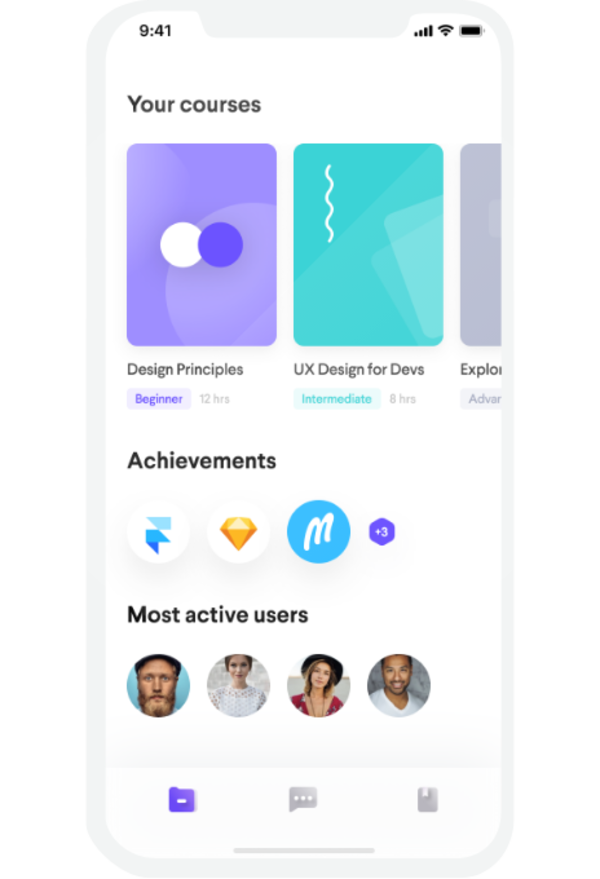 9:41
Your courses
Design Principles
UX Design for Devs
Explor
Beginner
12 hrs
Intermediate
8 hrs
Advan
Achievements
+3
Most active users